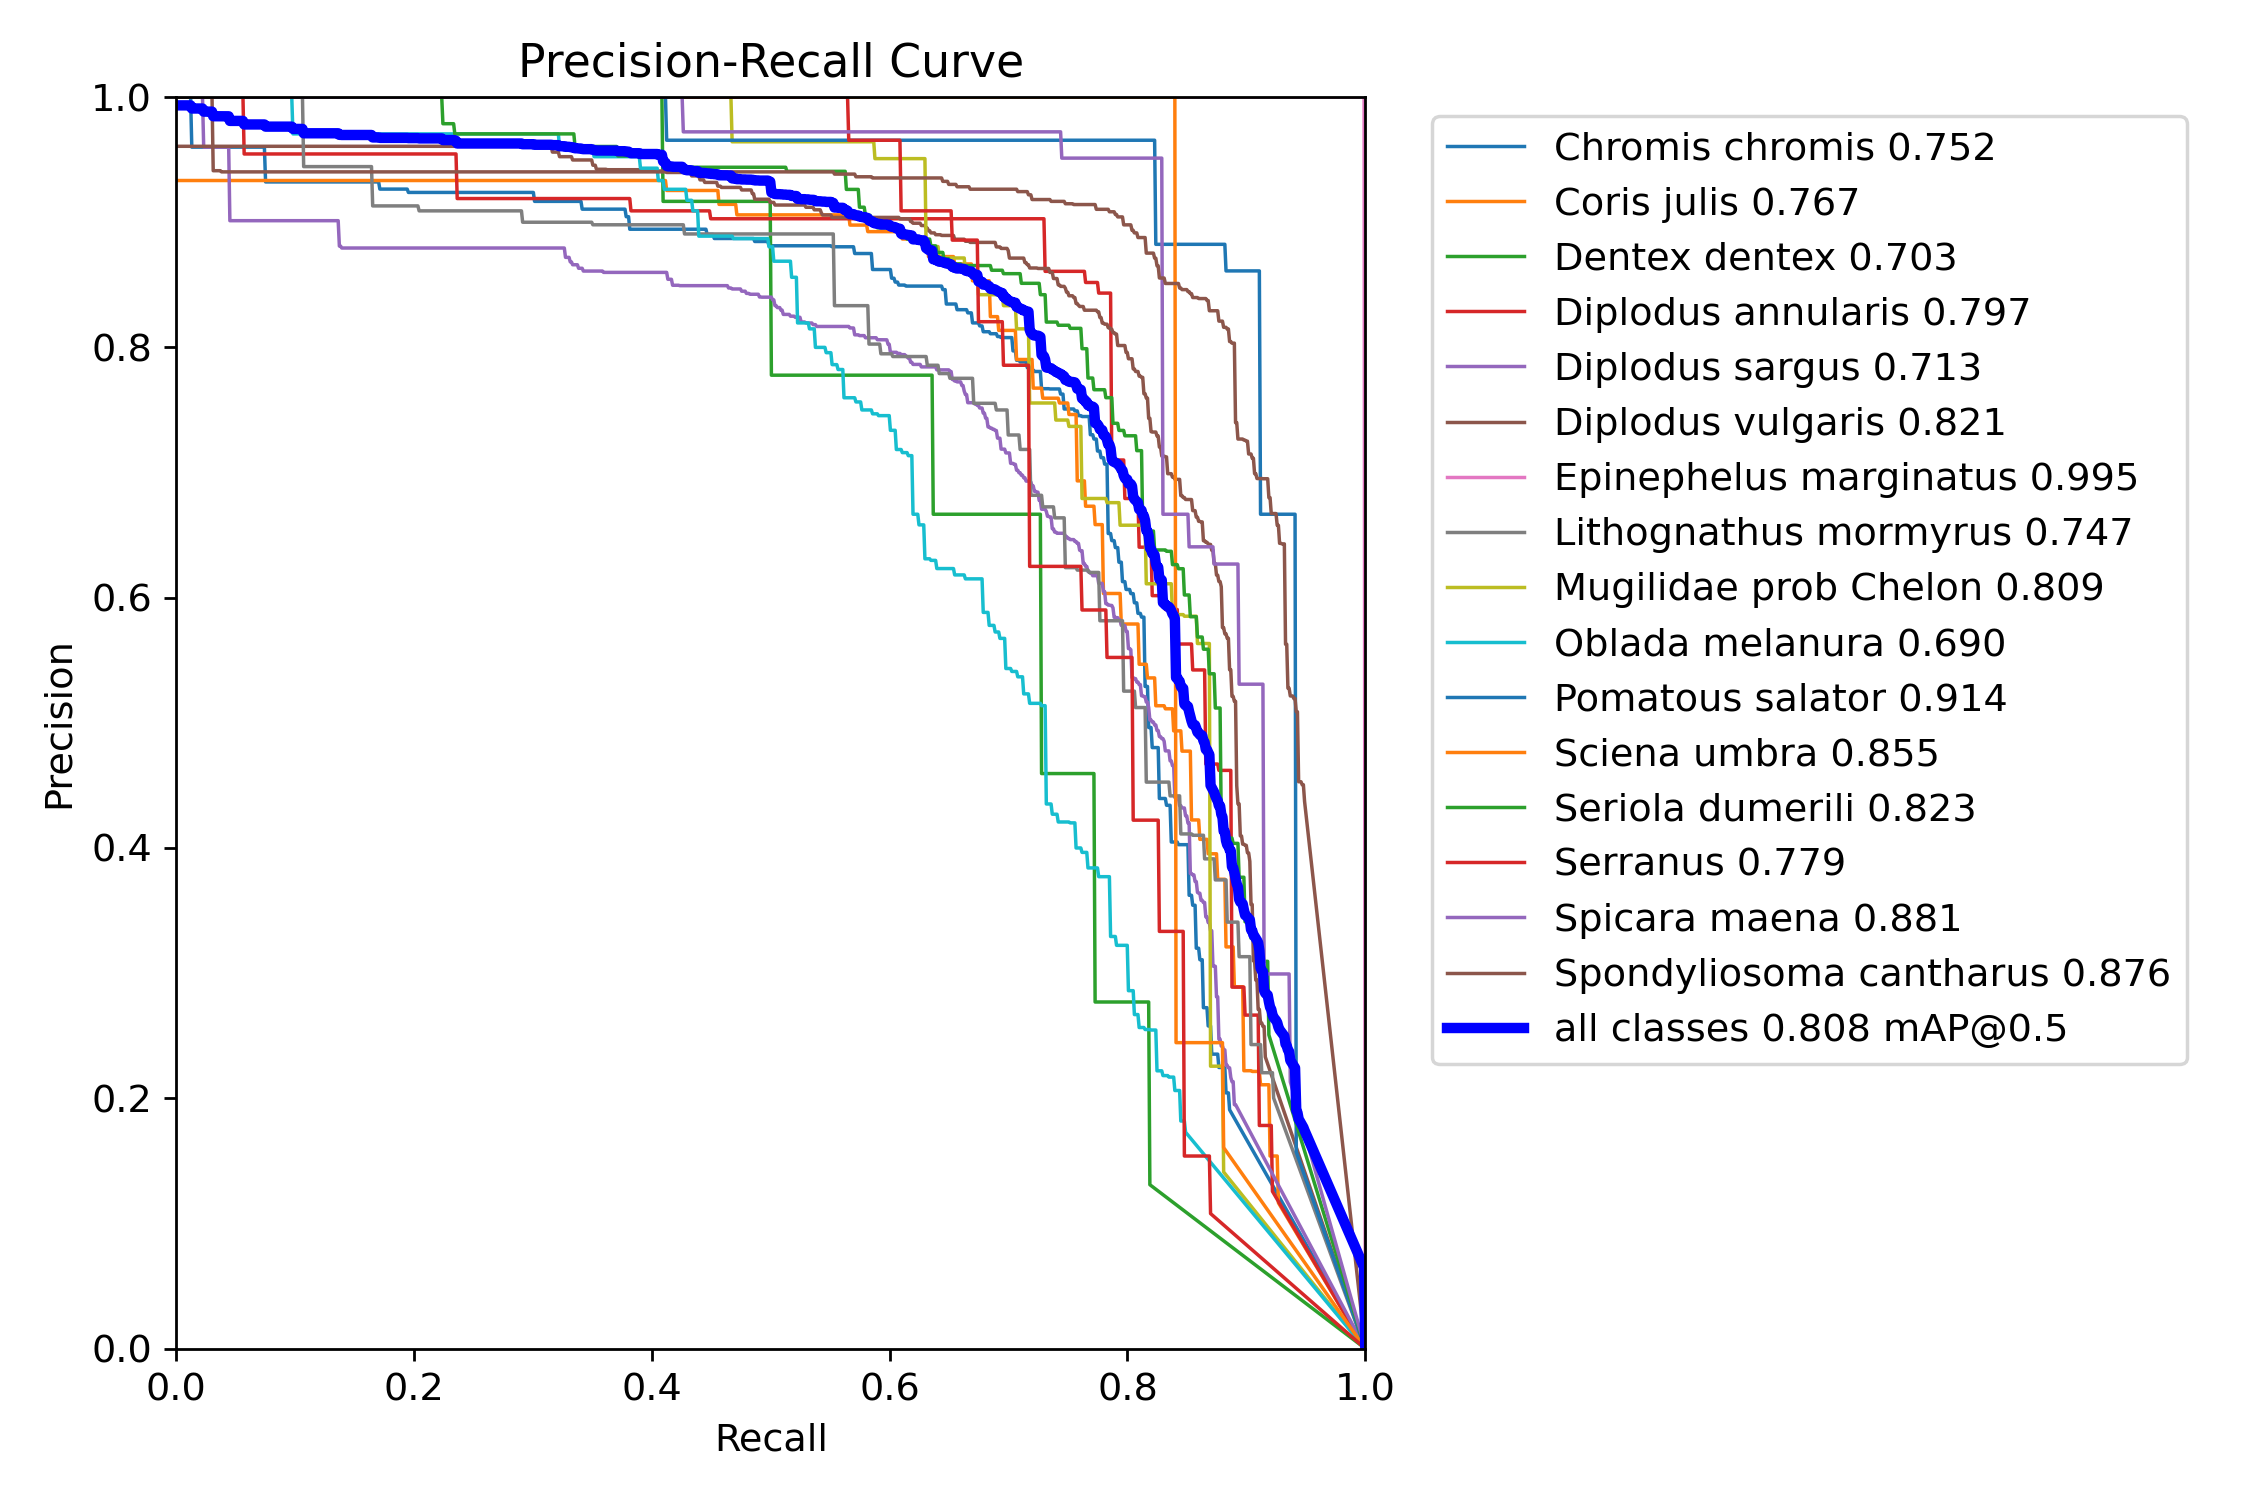 Precision-Recall Curve
1.0
0.8
0.6
0.4
0.2
0.0
Precision
0.0 0.2 0.4 0.6 0.8 1.0
Recall
Chromis chromis 0.752
Coris julis 0.767
Dentex dentex 0.703
Diplodus annularis 0.797
Diplodus sargus 0.713
Diplodus vulgaris 0.821
Epinephelus marginatus 0.995
Lithognathus mormyrus 0.747
Mugilidae prob Chelon 0.809
Oblada melanura 0.690
Pomatous salator 0.914
Sciena umbra 0.855
Seriola dumerili 0.823
Serranus 0.779
Spicara maena 0.881
Spondyliosoma cantharus 0.876
all classes 0.808 mAP@0.5